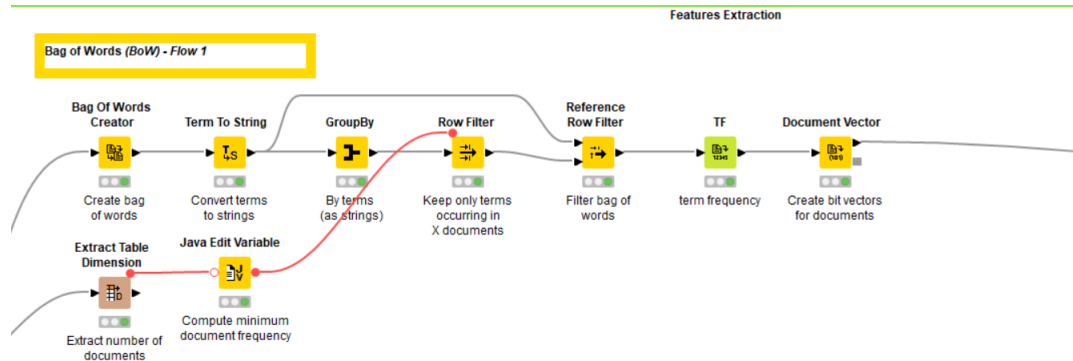 Features Extraction
Bag of Words (BoW) - Flow 1
Bag Of Words
Creator
Term To String
GroupBy
Row Filter
Reference
Row Filter
TF
Document Vector
Create bag
of words
Convert terms
to strings
By terms
(as strings)
Keep only terms
occurring in
X documents
Filter bag of
words
term frequency
Create bit vectors
for documents
Extract Table
Dimension
Java Edit Variable
Extract number of
documents
Compute minimum
document frequency